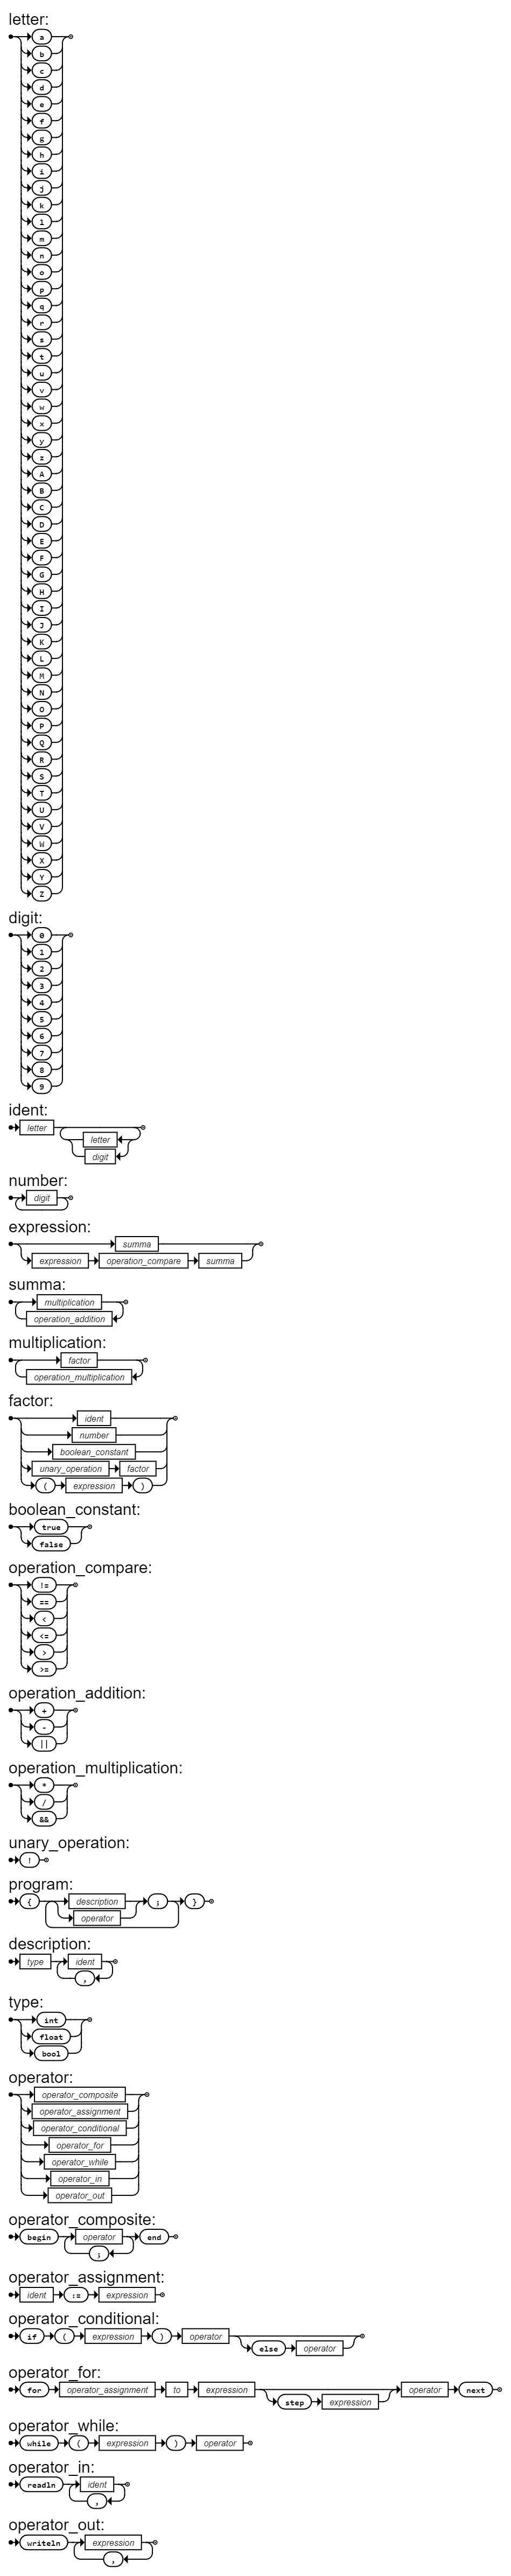 letter:
a
b
c
d
e
f
g
h
i
j
k
l
m
n
o
p
q
r
s
t
u
v
w
x
y
z
A
B
C
D
E
F
G
H
I
J
K
L
M
N
O
P
Q
R
S
T
U
V
W
X
Y
Z
digit:
0
1
2
3
4
5
6
7
8
9
ident:
letter
letter
digit
number:
digit
expression:
summa
expression operation_compare summa
summa:
multiplication
operation_addition
multiplication:
factor
operation_multiplication
factor:
ident
number
boolean_constant
unary_operation factor
( expression )
boolean_constant:
true
false
operation_compare:
!=
==
<
<=
>
>=
operation_addition:
+
-
||
operation_multiplication:
*
/
&&
unary_operation:
!
program:
{ description ; }
operator
description:
type ident
,
type:
int
float
bool
operator:
operator_composite
operator_assignment
operator_conditional
operator_for
operator_while
operator_in
operator_out
operator_composite:
begin operator end
;
operator_assignment:
ident := expression
operator_conditional:
if ( expression ) operator
else operator
operator_for:
for operator_assignment to expression operator next
step expression
operator_while:
while ( expression ) operator
operator_in:
readln ident
,
operator_out:
writeln expression
,